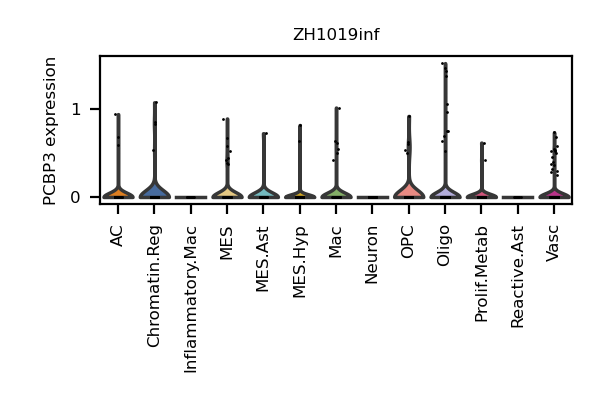 ZH1019inf
PCBP3 expression
1
0
AC
Chromatin.Reg
Inflammatory.Mac
MES
MES.Ast
MES.Hyp
Mac
Neuron
OPC
Oligo
Prolif.Metab
Reactive.Ast
Vasc